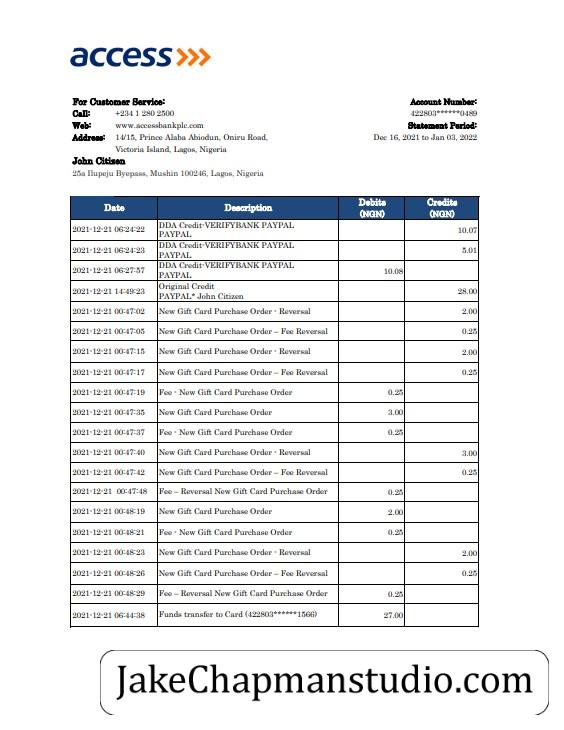 access
For Customer Service:
Account Number:
Call: +234 1 280 2500
422803******0489
Web: www.accessbankplc.com
Statement Period:
Address: 14/15, Prince Alaba Abiodun, Oniru Road,
Dec 16, 2021 to Jan 03, 2022
Victoria Island, Lagos, Nigeria
John Citizen
25a Ilupeju Byepass, Mushin 100246, Lagos, Nigeria
Date Description Debits (NGN) Credits (NGN)
2021-12-21 06:24:22 DDA Credit-VERIFYBANK PAYPAL PAYPAL 10.07
2021-12-21 06:24:23 DDA Credit-VERIFYBANK PAYPAL PAYPAL 5.01
2021-12-21 06:27:57 DDA Credit-VERIFYBANK PAYPAL PAYPAL 10.08
2021-12-21 14:49:23 Original Credit PAYPAL* John Citizen 28.00
2021-12-21 00:47:02 New Gift Card Purchase Order - Reversal 2.00
2021-12-21 00:47:05 New Gift Card Purchase Order – Fee Reversal 0.25
2021-12-21 00:47:15 New Gift Card Purchase Order - Reversal 2.00
2021-12-21 00:47:17 New Gift Card Purchase Order – Fee Reversal 0.25
2021-12-21 00:47:19 Fee - New Gift Card Purchase Order 0.25
2021-12-21 00:47:35 New Gift Card Purchase Order 3.00
2021-12-21 00:47:37 Fee - New Gift Card Purchase Order 0.25
2021-12-21 00:47:40 New Gift Card Purchase Order - Reversal 3.00
2021-12-21 00:47:42 New Gift Card Purchase Order – Fee Reversal 0.25
2021-12-21 00:47:48 Fee – Reversal New Gift Card Purchase Order 0.25
2021-12-21 00:48:19 New Gift Card Purchase Order 2.00
2021-12-21 00:48:21 Fee - New Gift Card Purchase Order 0.25
2021-12-21 00:48:23 New Gift Card Purchase Order - Reversal 2.00
2021-12-21 00:48:26 New Gift Card Purchase Order – Fee Reversal 0.25
2021-12-21 00:48:29 Fee – Reversal New Gift Card Purchase Order 0.25
2021-12-21 06:44:38 Funds transfer to Card (422803******1566) 27.00
JakeChapmanstudio.com